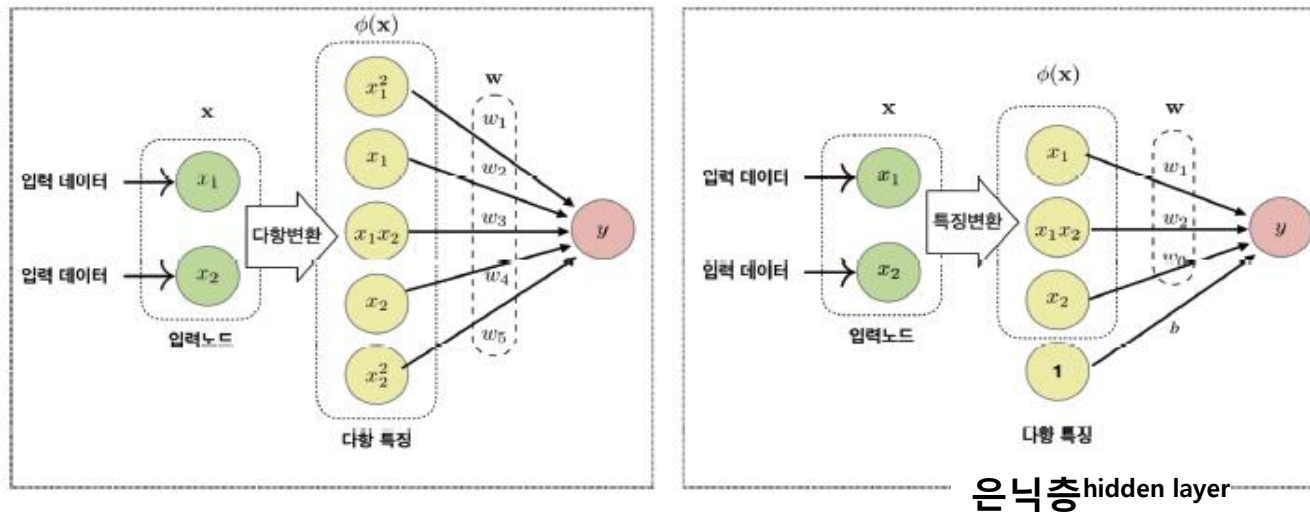 ϕ(x)
x
w
x₁²
w₁
입력 네이터
x₁
x₁
w₂
다항변환
x₁x₂
w₃
y
입력 데이터
x₂
x₂
w₄
입력노드
w₅
x₂²
다항 특징
ϕ(x)
x
w
입력 데이터
x₁
x₁
w₁
특징변환
x₁x₂
w₂
y
입력 데이터
x₂
x₂
입력노드
b
1
다향 특징
은닉층hidden layer